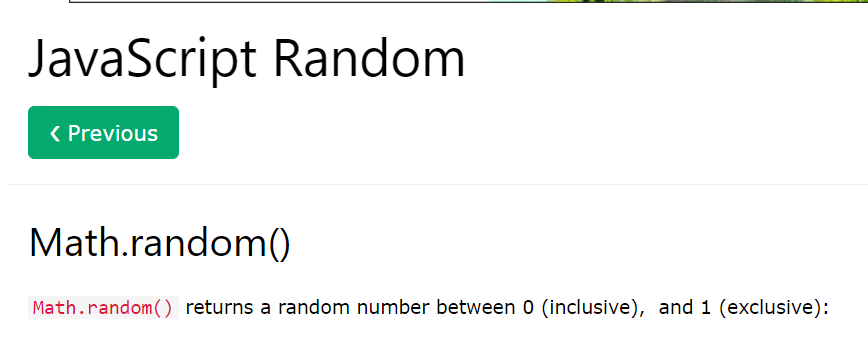 JavaScript Random
❮ Previous
Math.random()
Math.random() returns a random number between 0 (inclusive),  and 1 (exclusive):